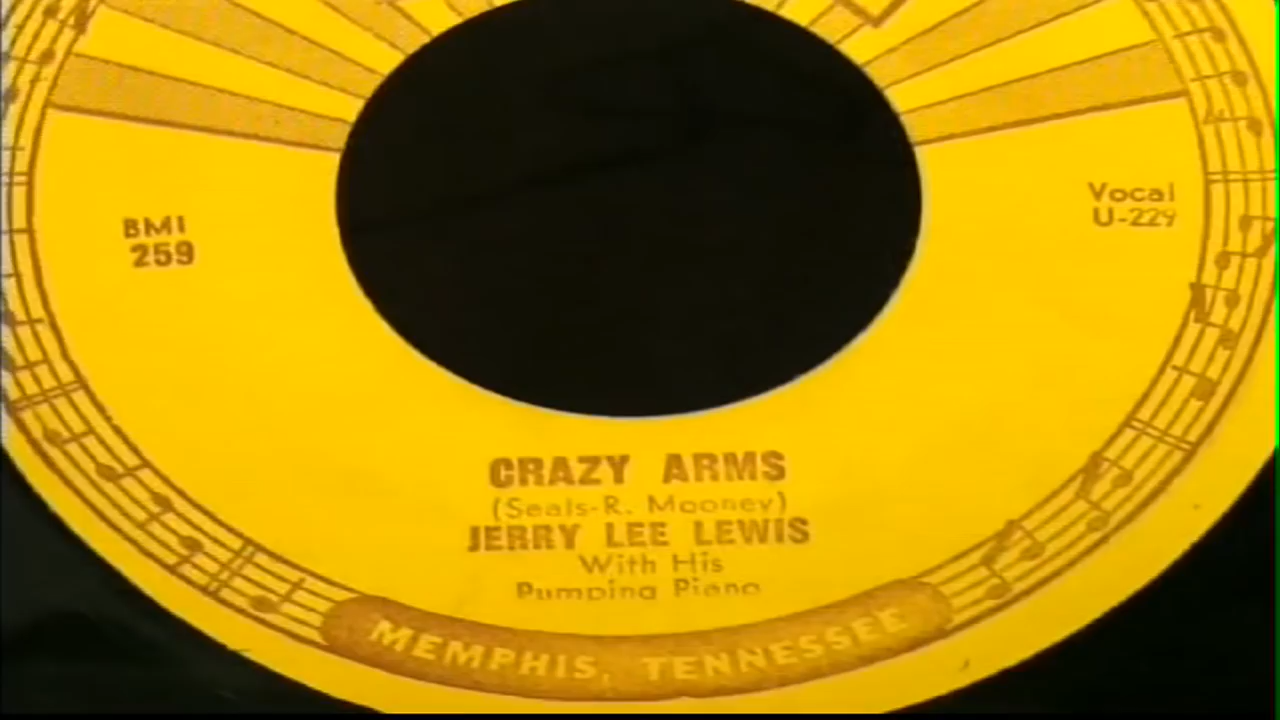 BMI
259
Vocal
U-229
CRAZY ARMS
(Seals-R. Mooney)
JERRY LEE LEWIS
With His
Pumping Piano
MEMPHIS, TENNESSEE